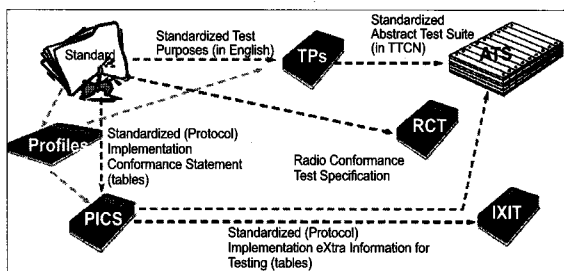 Standardized Test
Purposes (in English)
Standardized
Abstract Test Suite
(in TTCN)
Standard
TPs
ATS
RCT
Profiles
Standardized (Protocol)
Implementation
Conformance Statement
(tables)
Radio Conformance
Test Specification
PICS
IXIT
Standardized (Protocol)
Implementation eXtra Information for
Testing (tables)